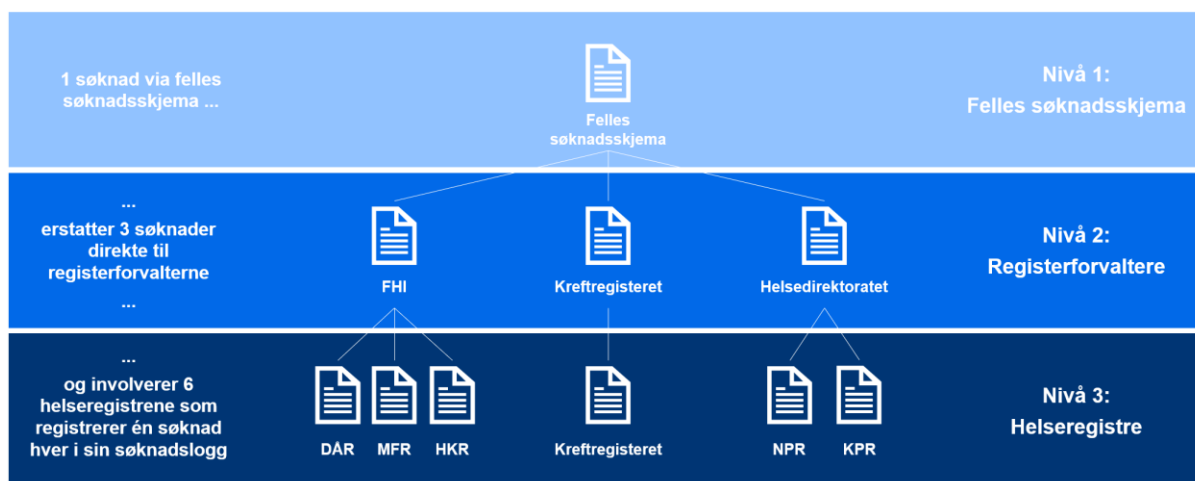 1 søknad via felles
søknadsskjema ...
Felles
søknadsskjema
Nivå 1:
Felles søknadsskjema
...
erstatter 3 søknader
direkte til
registerforvalterne
...
FHI
Kreftregisteret
Helsedirektoratet
Nivå 2:
Registerforvaltere
...
og involverer 6
helseregistrene som
registrerer én søknad
hver i sin søknadslogg
DÅR
MFR
HKR
Kreftregisteret
NPR
KPR
Nivå 3:
Helseregistre